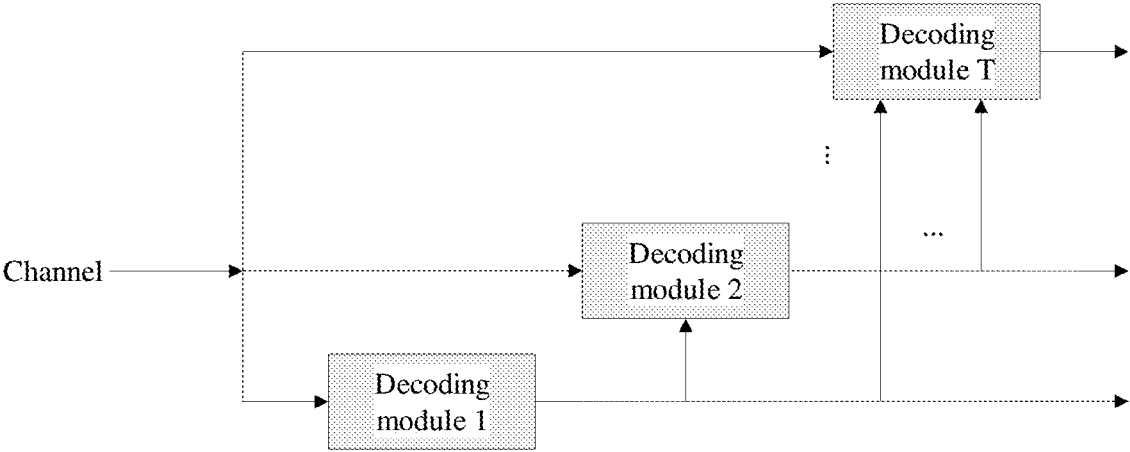 Decoding
module T
...
...
Decoding
module 2
Channel
Decoding
module 1